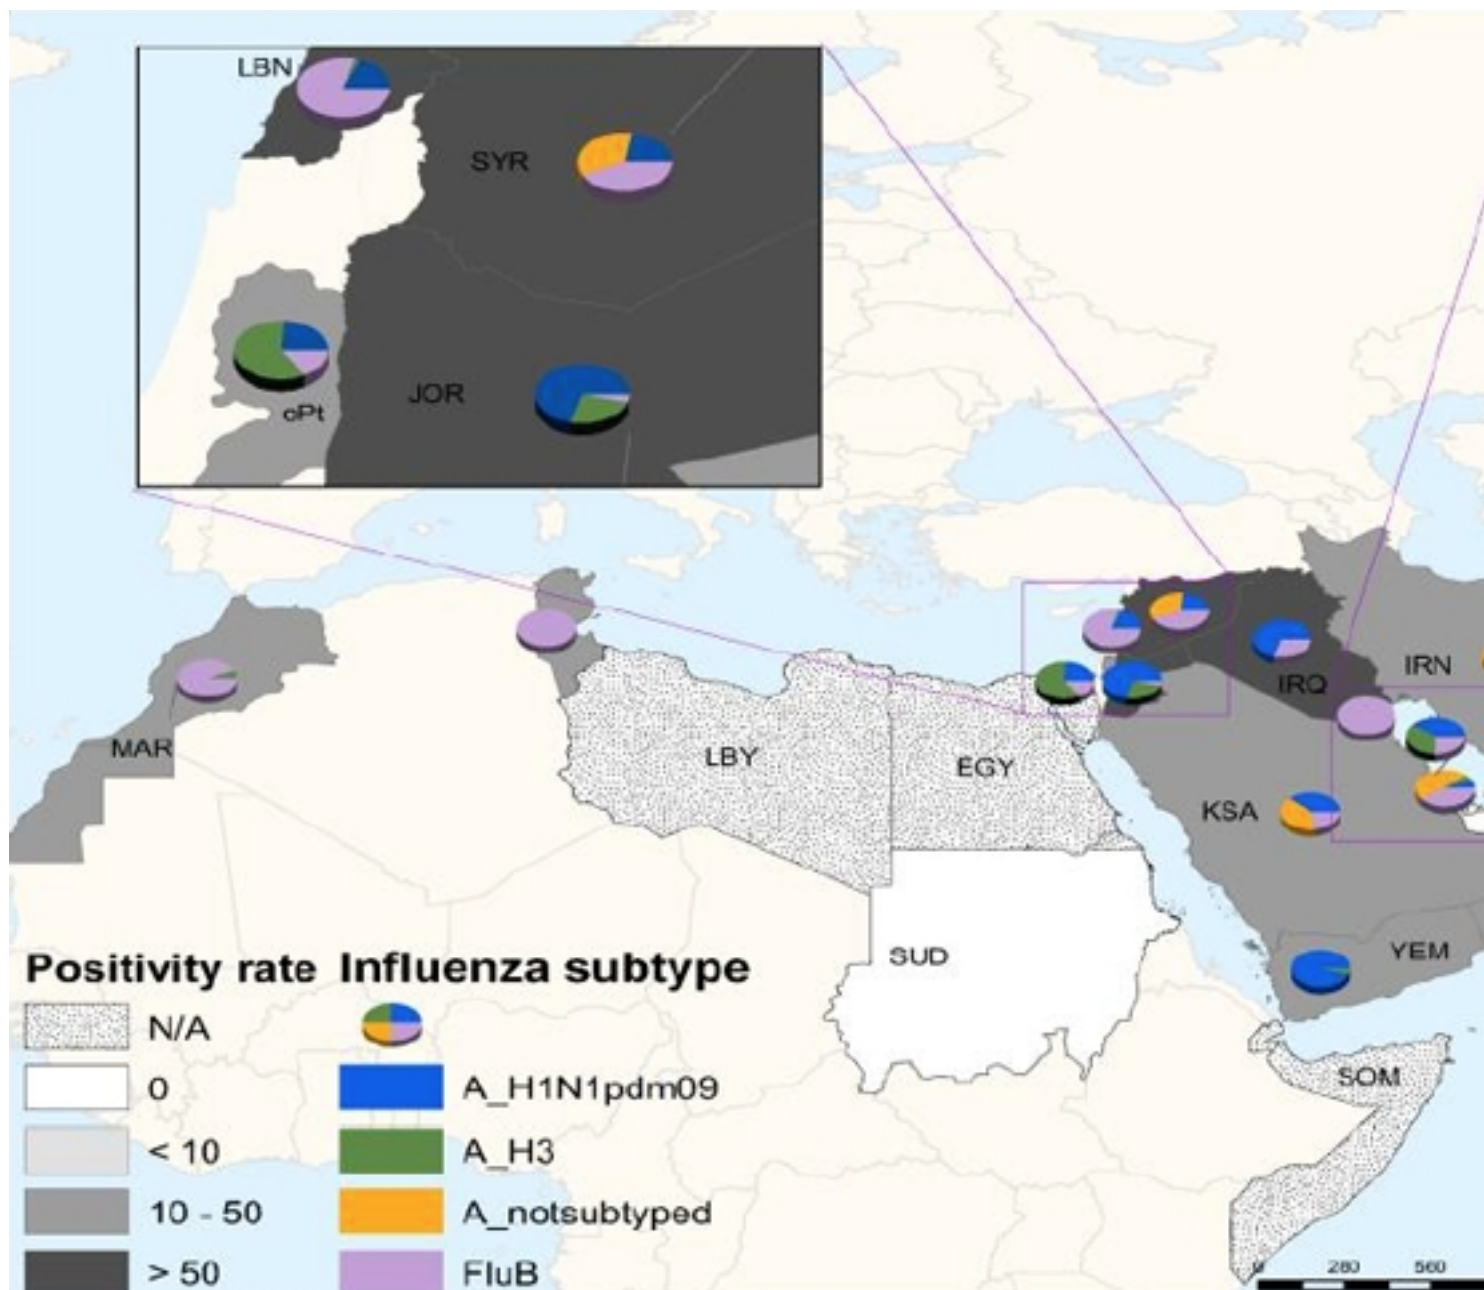 LBN
SYR
oPt
JOR
IRN
IRQ
MAR
LBY
EGY
KSA
SUD
YEM
SOM
Positivity rate
N/A
0
< 10
10 - 50
> 50
Influenza subtype
A_H1N1pdm09
A_H3
A_notsubtyped
FluB
0 280 560